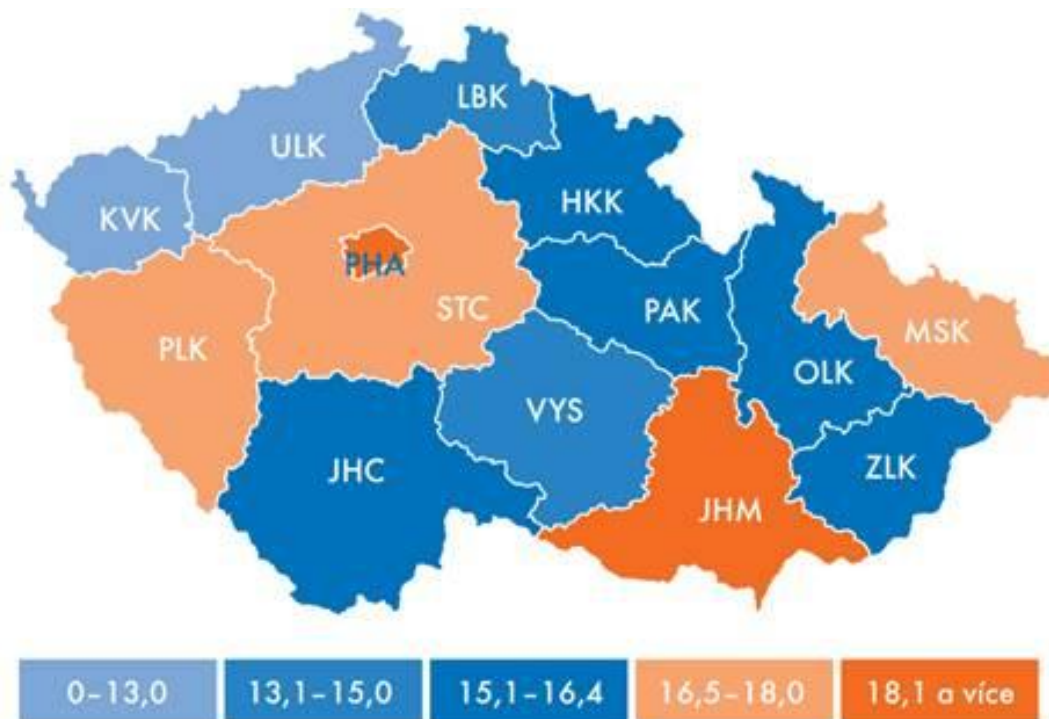 LBK
ULK
HKK
KVK
PHA
STC
PAK
MSK
PLK
OLK
VYS
JHC
ZLK
JHM
0–13,0
13,1–15,0
15,1–16,4
16,5–18,0
18,1 a více